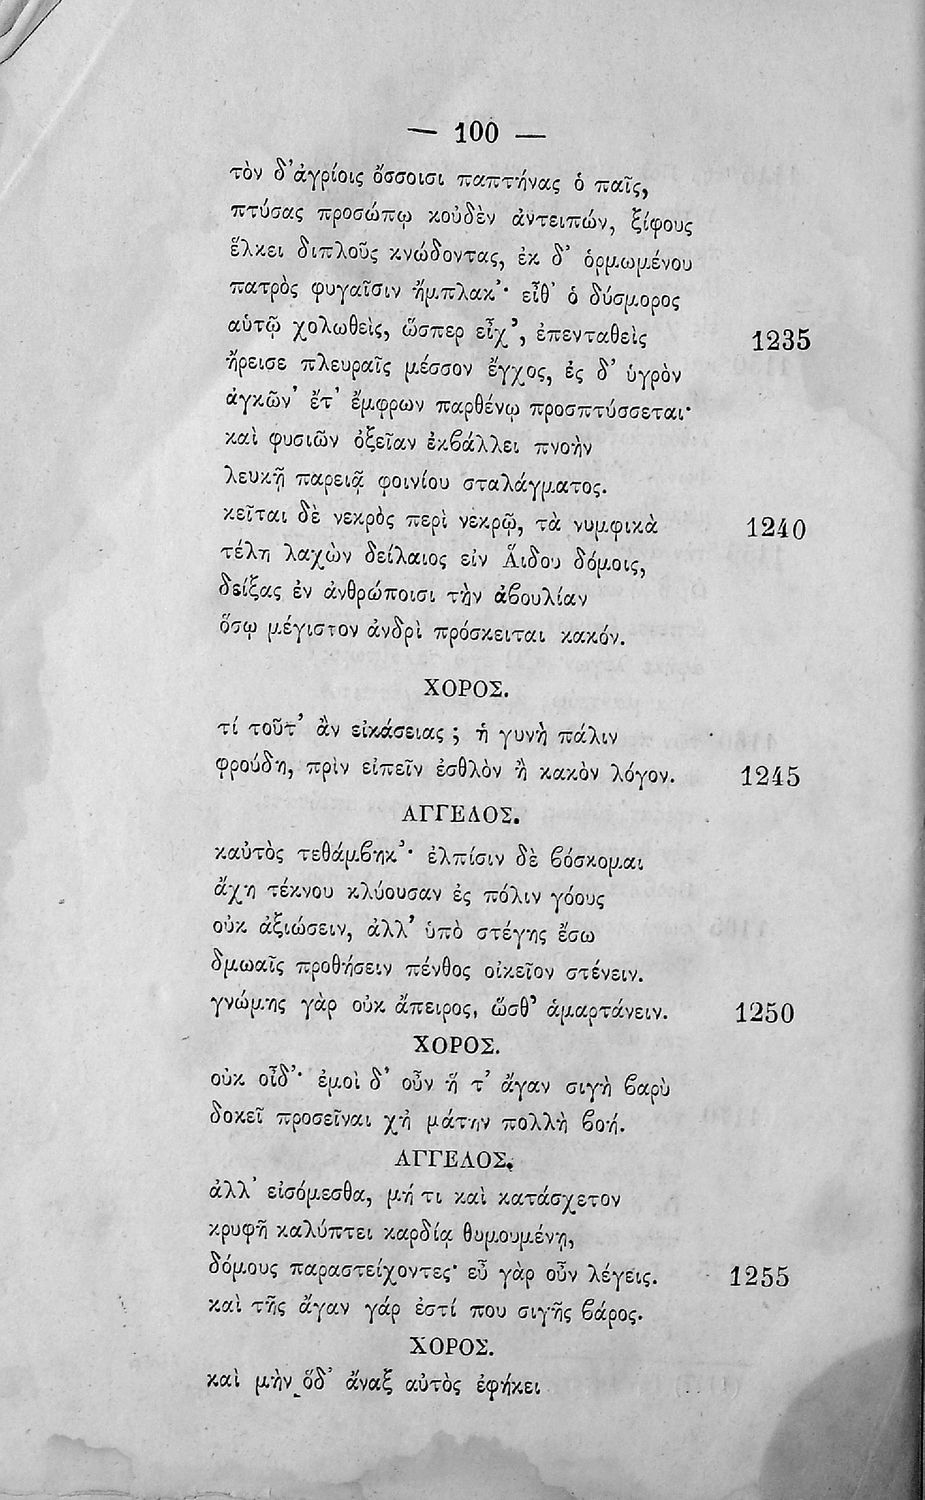 — 100 —
τὸν δ’ἀγρίοις ὄσσοισι παπτήνας ὁ παῖς,
πτύσας προσώπῳ κοὐδὲν ἀντειπών, ξίφους
ἕλκει διπλοῦς κνώδοντας, ἐκ δ’ ὁρμωμένου
πατρὸς φυγαῖσιν ἤμπλακ’· εἶθ’ ὁ δύσμορος
αὑτῷ χολωθεὶς, ὥσπερ εἶχ’, ἐπενταθεὶς 1235
ἤρεισε πλευραῖς μέσσον ἔγχος, ἐς δ’ ὑγρὸν
ἀγκῶν’ ἔτ’ ἔμφρων παρθένῳ προσπτύσσεται·
καὶ φυσιῶν ὀξεῖαν ἐκϐάλλει πνοὴν
λευκῇ παρειᾷ φοινίου σταλάγματος.
κεῖται δὲ νεκρὸς περὶ νεκρῷ, τὰ νυμφικὰ 1240
τέλη λαχὼν δείλαιος εἰν Ἅιδου δόμοις,
δείξας ἐν ἀνθρώποισι τὴν ἀϐουλίαν
ὅσῳ μέγιστον ἀνδρὶ πρόσκειται κακόν.
ΧΟΡΟΣ.
τί τοῦτ’ ἂν εἰκάσειας ; ἡ γυνὴ πάλιν
φρούδη, πρὶν εἰπεῖν ἐσθλὸν ἢ κακὸν λόγον. 1245
ΑΓΓΕΛΟΣ.
καὐτὸς τεθάμϐηκ’· ἐλπίσιν δὲ ϐόσκομαι
ἄχη τέκνου κλύουσαν ἐς πόλιν γόους
οὐκ ἀξιώσειν, ἀλλ’ ὑπὸ στέγης ἔσω
δμωαῖς προθήσειν πένθος οἰκεῖον στένειν.
γνώμης γὰρ οὐκ ἄπειρος, ὥσθ’ ἁμαρτάνειν. 1250
ΧΟΡΟΣ.
οὐκ οἶδ’· ἐμοὶ δ’ οὖν ἥ τ’ ἄγαν σιγὴ ϐαρὺ
δοκεῖ προσεῖναι χἠ μάτην πολλὴ ϐοή.
ΑΓΓΕΛΟΣ.
ἀλλ’ εἰσόμεσθα, μή τι καὶ κατάσχετον
κρυφῆ καλύπτει καρδίᾳ θυμουμένῃ,
δόμους παραστείχοντες· εὖ γὰρ οὖν λέγεις. 1255
καὶ τῆς ἄγαν γάρ ἐστί που σιγῆς ϐάρος.
ΧΟΡΟΣ.
καὶ μὴν ὅδ’ ἄναξ αὐτὸς ἐφήκει